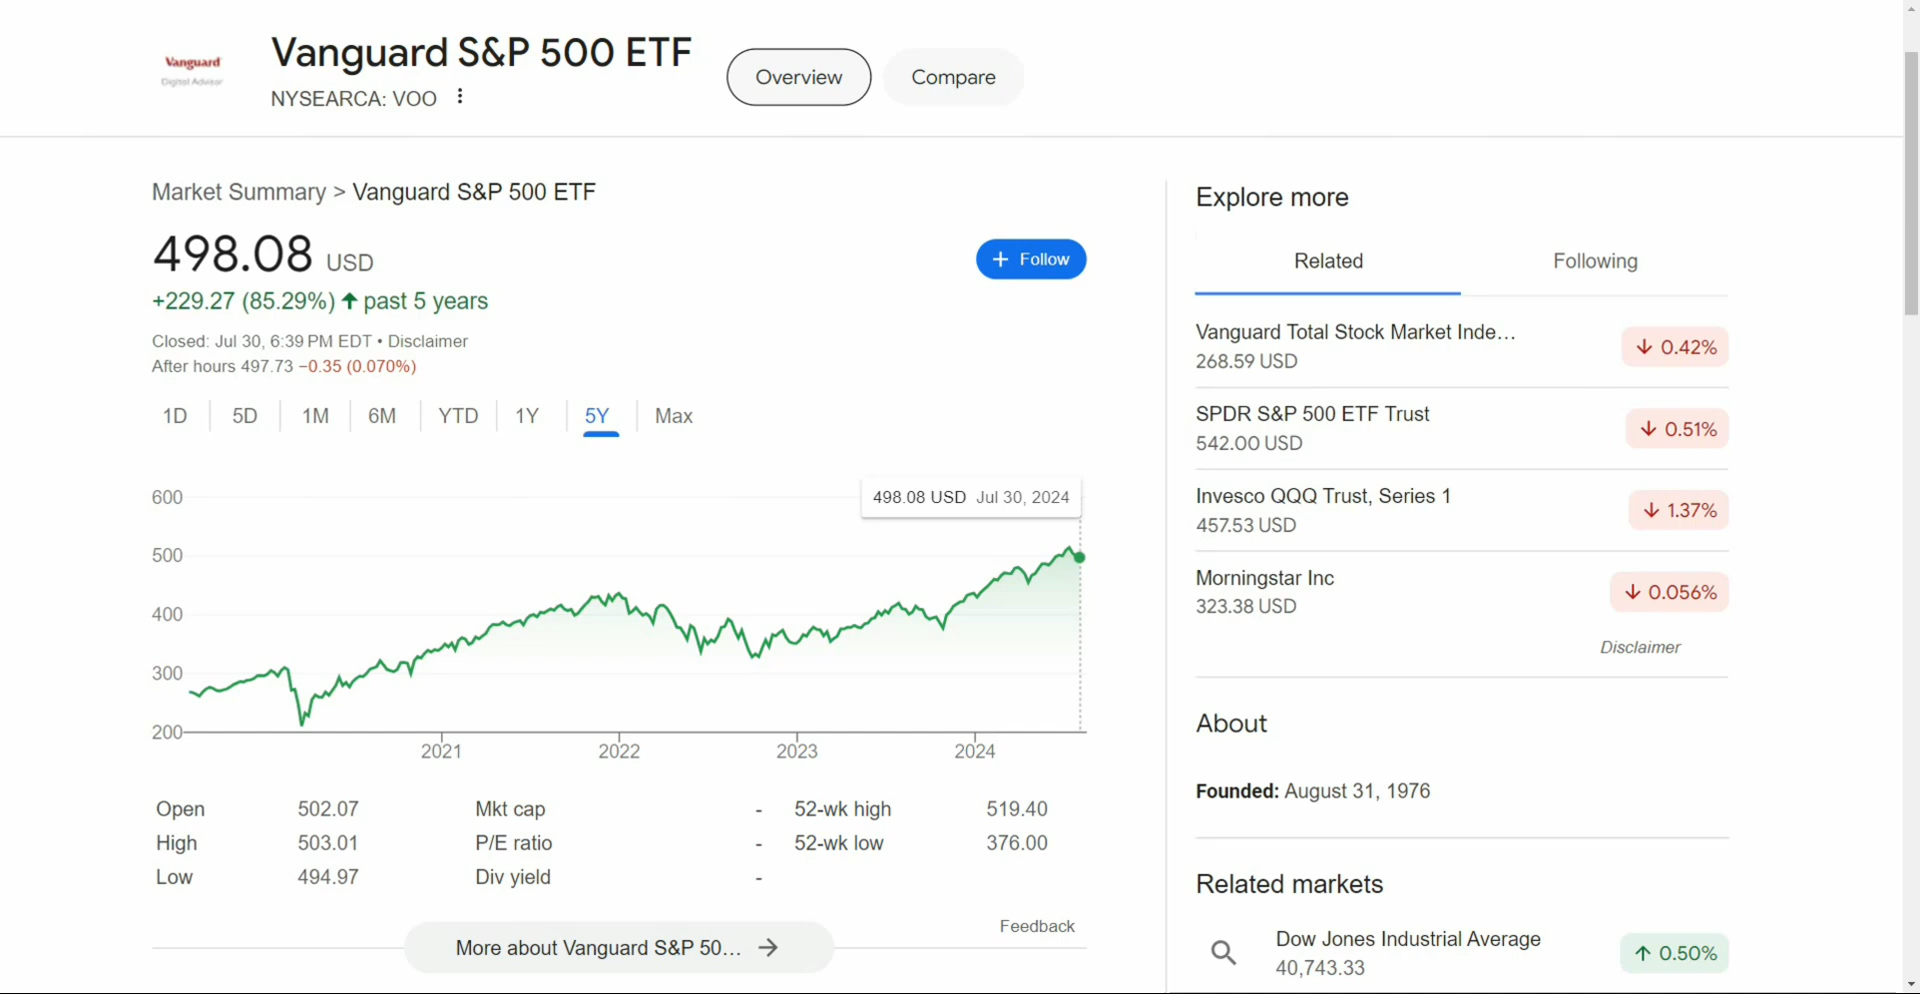 Vanguard
Digital Advisor
Vanguard S&P 500 ETF
NYSEARCA: VOO
Overview
Compare
Market Summary > Vanguard S&P 500 ETF
498.08 USD
+ Follow
+229.27 (85.29%) ↑ past 5 years
Closed: Jul 30, 6:39 PM EDT • Disclaimer
After hours 497.73 −0.35 (0.070%)
1D 5D 1M 6M YTD 1Y 5Y Max
498.08 USD Jul 30, 2024
600
500
400
300
200
2021 2022 2023 2024
Open 502.07 Mkt cap - 52-wk high 519.40
High 503.01 P/E ratio - 52-wk low 376.00
Low 494.97 Div yield -
Feedback
More about Vanguard S&P 50... →
Explore more
Related Following
Vanguard Total Stock Market Inde...
268.59 USD
↓ 0.42%
SPDR S&P 500 ETF Trust
542.00 USD
↓ 0.51%
Invesco QQQ Trust, Series 1
457.53 USD
↓ 1.37%
Morningstar Inc
323.38 USD
↓ 0.056%
Disclaimer
About
Founded: August 31, 1976
Related markets
Dow Jones Industrial Average
40,743.33
↑ 0.50%